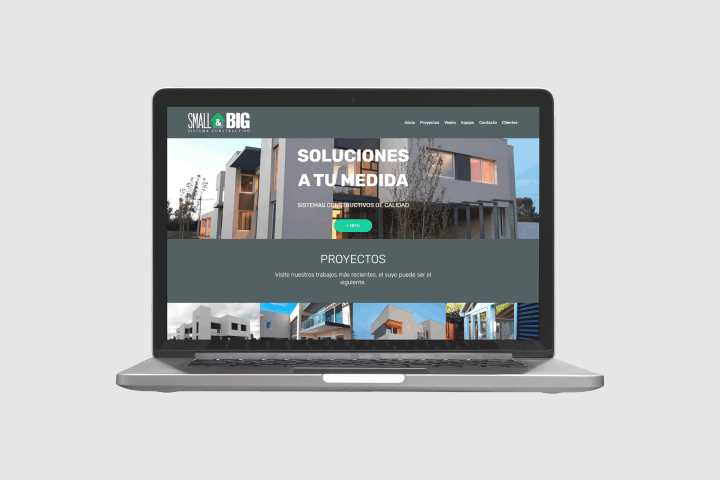 SMALL & BIG
SISTEMA CONSTRUCTIVO
Inicio Proyectos Visión Equipo Contacto Clientes
SOLUCIONES
A TU MEDIDA
SISTEMAS CONSTRUCTIVOS DE CALIDAD
+ INFO
PROYECTOS
Visite nuestros trabajos más recientes, el suyo puede ser el
siguiente.